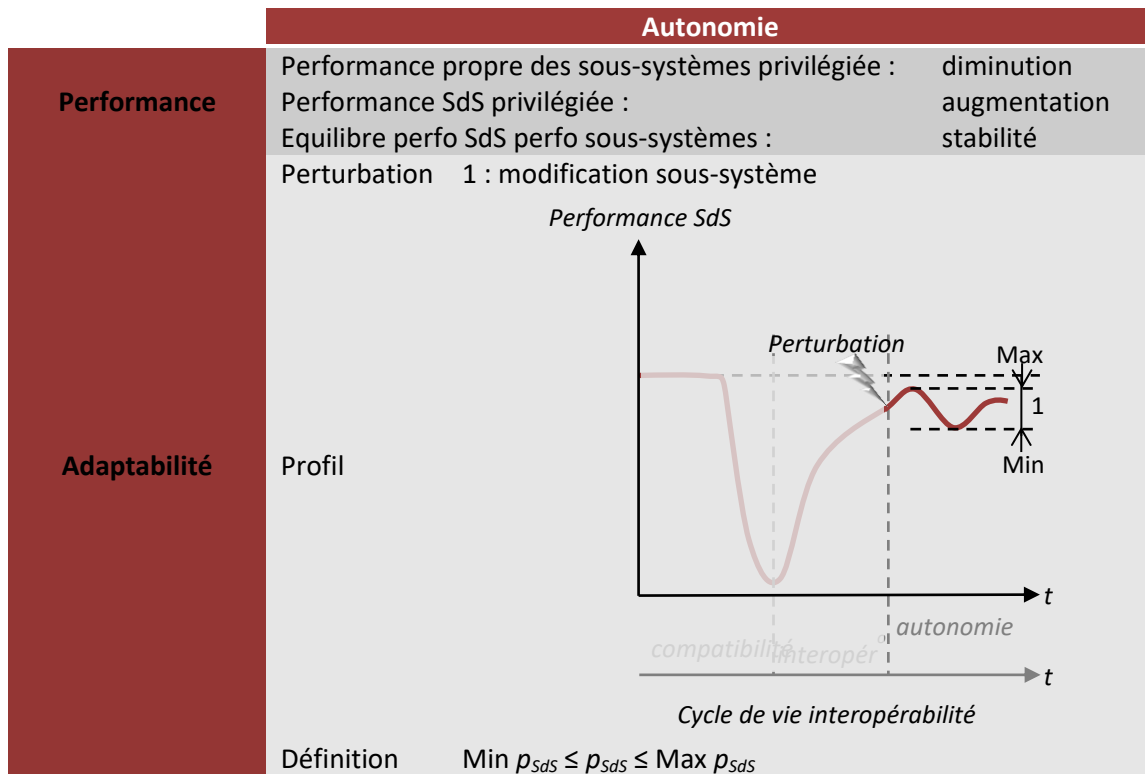 Autonomie
Performance
Performance propre des sous-systèmes privilégiée : diminution
Performance SdS privilégiée : augmentation
Equilibre perfo SdS perfo sous-systèmes : stabilité
Adaptabilité
Perturbation 1 : modification sous-système
Profil
Performance SdS
Perturbation
Max
1
Min
t
autonomie
compatibilité
interopér°
t
Cycle de vie interopérabilité
Définition Min pSdS ≤ pSdS ≤ Max pSdS